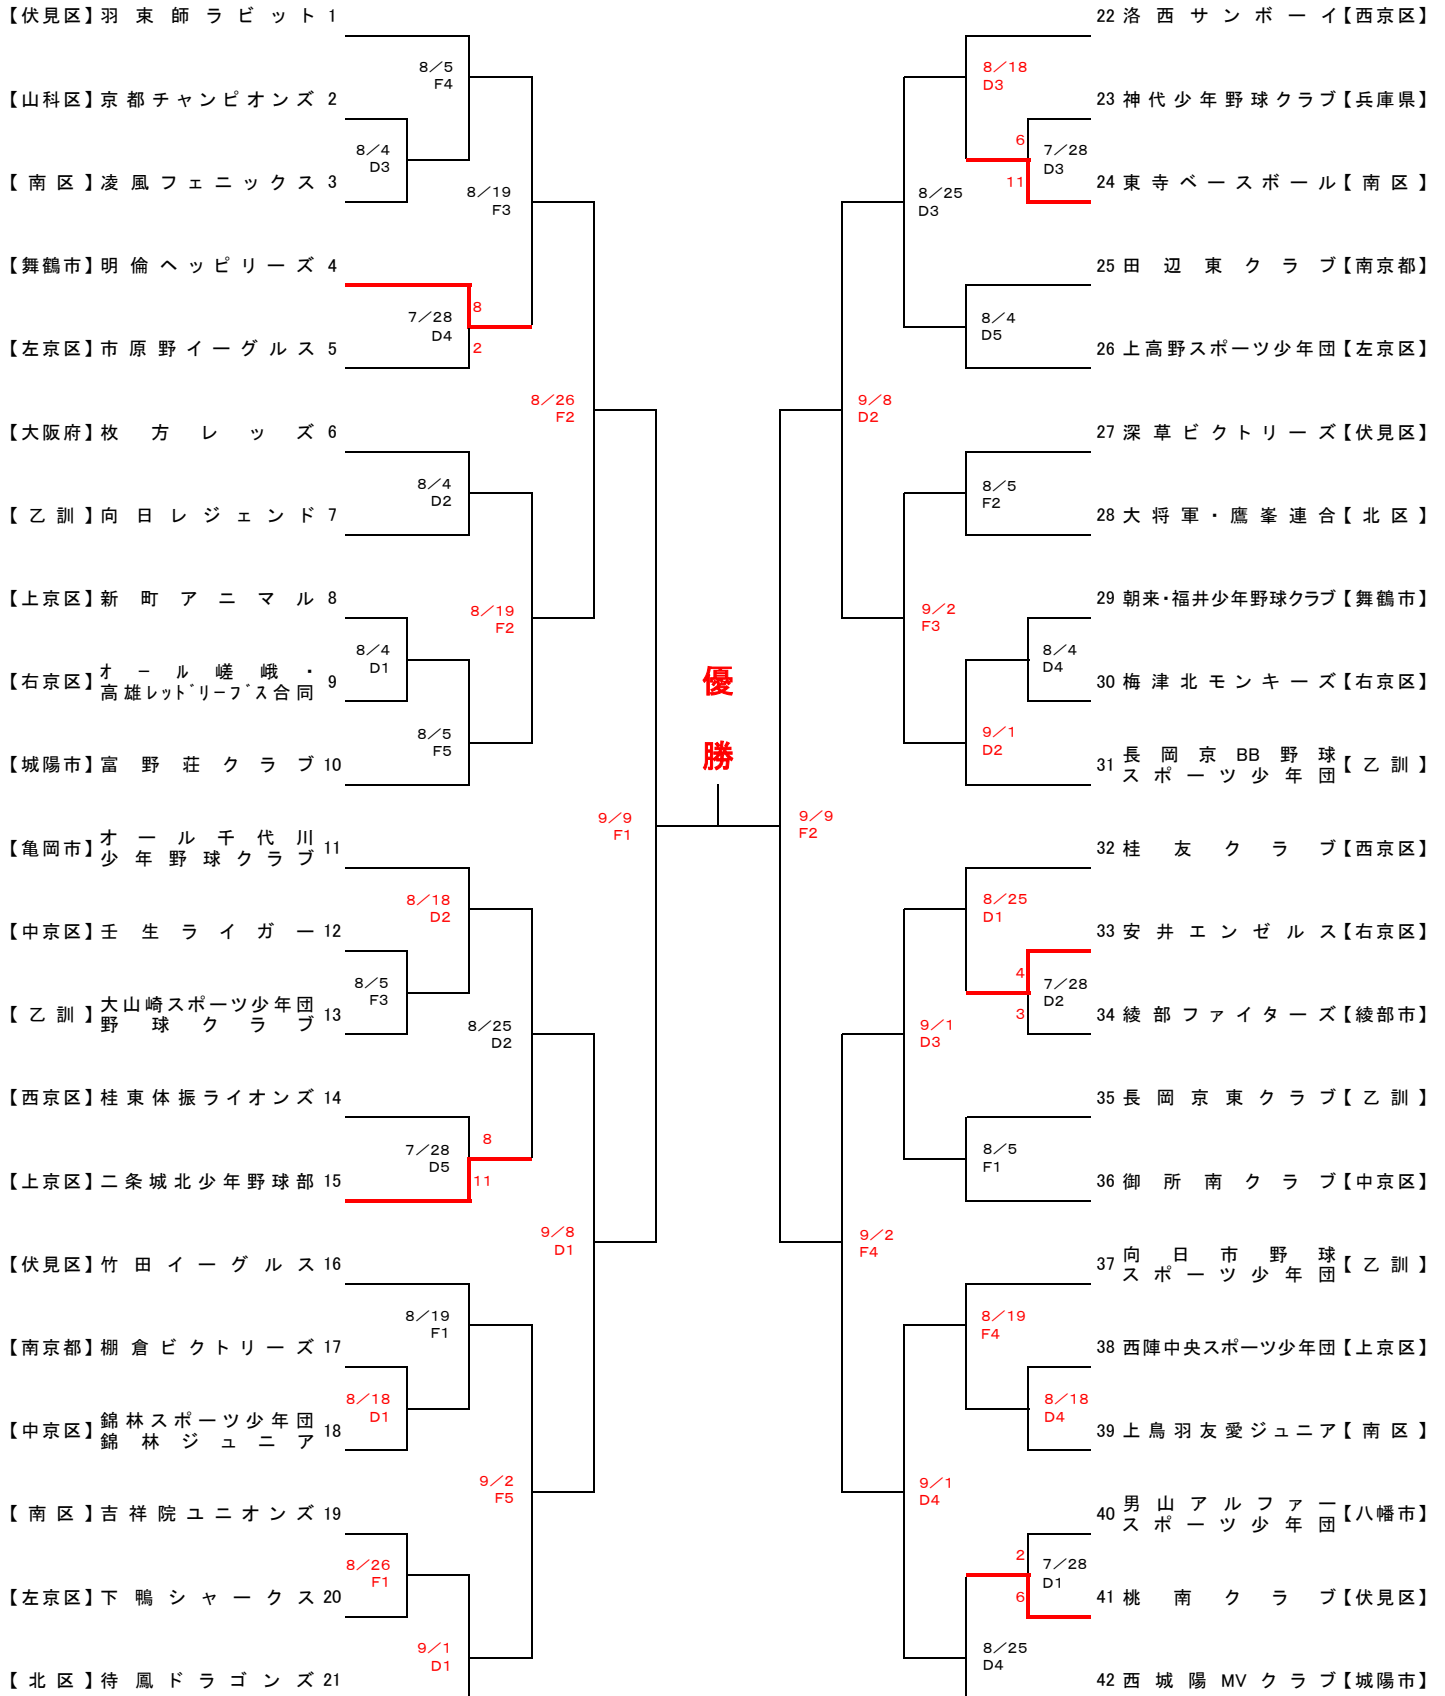 【伏見区】羽束師ラビット 1
8/5
F4
【山科区】京都チャンピオンズ 2
8/4
D3
【南区】凌風フェニックス 3
8/19
F3
【舞鶴市】明倫ヘッピリーズ 4
8
7/28
D4
2
【左京区】市原野イーグルス 5
8/26
F2
【大阪府】枚方レッズ 6
8/4
D2
【乙訓】向日レジェンド 7
【上京区】新町アニマル 8
8/19
F2
8/4
D1
【右京区】オール嵯峨・
高雄レッドリーブス合同 9
8/5
F5
【城陽市】富野荘クラブ 10
9/9
F1
【亀岡市】オール千代川
少年野球クラブ 11
8/18
D2
【中京区】壬生ライガー 12
8/5
F3
【乙訓】大山崎スポーツ少年団
野球クラブ 13
8/25
D2
【西京区】桂東体振ライオンズ 14
8
7/28
D5
11
【上京区】二条城北少年野球部 15
9/8
D1
【伏見区】竹田イーグルス 16
8/19
F1
【南京都】棚倉ビクトリーズ 17
8/18
D1
【中京区】錦林スポーツ少年団
錦林ジュニア 18
9/2
F5
【南区】吉祥院ユニオンズ 19
8/26
F1
【左京区】下鴨シャークス 20
9/1
D1
【北区】待鳳ドラゴンズ 21
優
勝
22 洛西サンボーイ【西京区】
8/18
D3
23 神代少年野球クラブ【兵庫県】
6
7/28
D3
11
24 東寺ベースボール【南区】
8/25
D3
25 田辺東クラブ【南京都】
8/4
D5
26 上高野スポーツ少年団【左京区】
9/8
D2
27 深草ビクトリーズ【伏見区】
8/5
F2
28 大将軍・鷹峯連合【北区】
29 朝来・福井少年野球クラブ【舞鶴市】
9/2
F3
8/4
D4
30 梅津北モンキーズ【右京区】
9/1
D2
31 長岡京BB野球
スポーツ少年団【乙訓】
9/9
F2
32 桂友クラブ【西京区】
8/25
D1
33 安井エンゼルス【右京区】
4
7/28
D2
3
34 綾部ファイターズ【綾部市】
9/1
D3
35 長岡京東クラブ【乙訓】
8/5
F1
36 御所南クラブ【中京区】
9/2
F4
37 向日市野球
スポーツ少年団【乙訓】
8/19
F4
38 西陣中央スポーツ少年団【上京区】
8/18
D4
39 上鳥羽友愛ジュニア【南区】
9/1
D4
40 男山アルファー
スポーツ少年団【八幡市】
2
7/28
D1
6
41 桃南クラブ【伏見区】
8/25
D4
42 西城陽MVクラブ【城陽市】